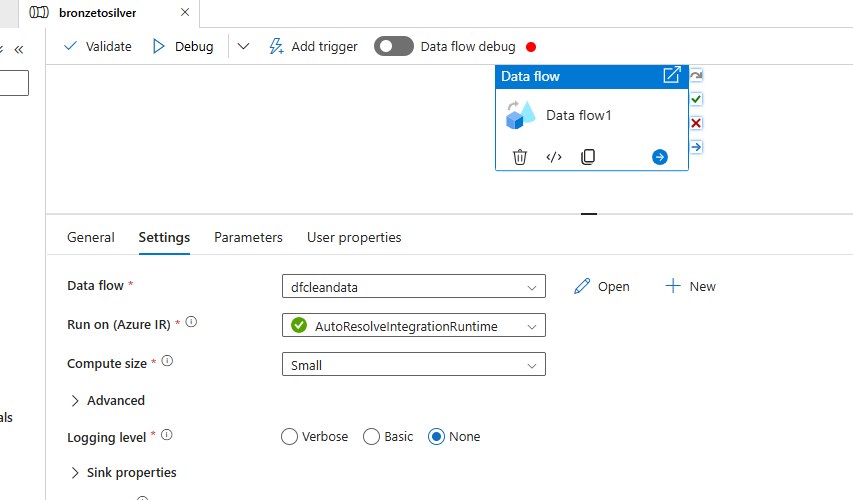 bronzetosilver
Validate Debug Add trigger Data flow debug
Data flow
Data flow1
General Settings Parameters User properties
Data flow * dfcleandata Open New
Run on (Azure IR) * AutoResolveIntegrationRuntime
Compute size * Small
Advanced
als
Logging level * Verbose Basic None
Sink properties